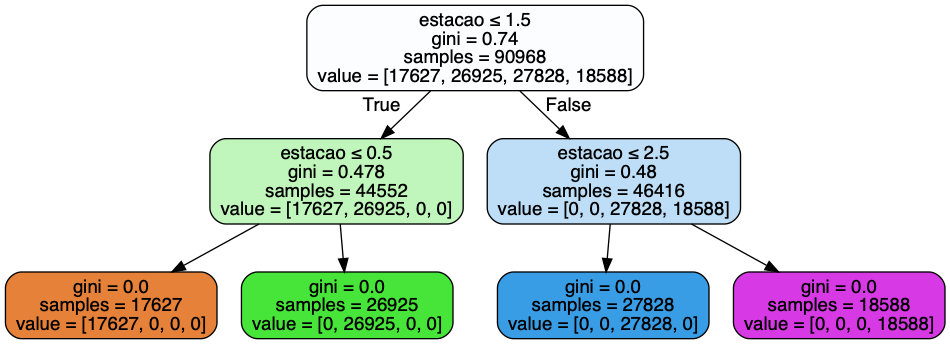 estacao ≤ 1.5
gini = 0.74
samples = 90968
value = [17627, 26925, 27828, 18588]
True
False
estacao ≤ 0.5
gini = 0.478
samples = 44552
value = [17627, 26925, 0, 0]
estacao ≤ 2.5
gini = 0.48
samples = 46416
value = [0, 0, 27828, 18588]
gini = 0.0
samples = 17627
value = [17627, 0, 0, 0]
gini = 0.0
samples = 26925
value = [0, 26925, 0, 0]
gini = 0.0
samples = 27828
value = [0, 0, 27828, 0]
gini = 0.0
samples = 18588
value = [0, 0, 0, 18588]